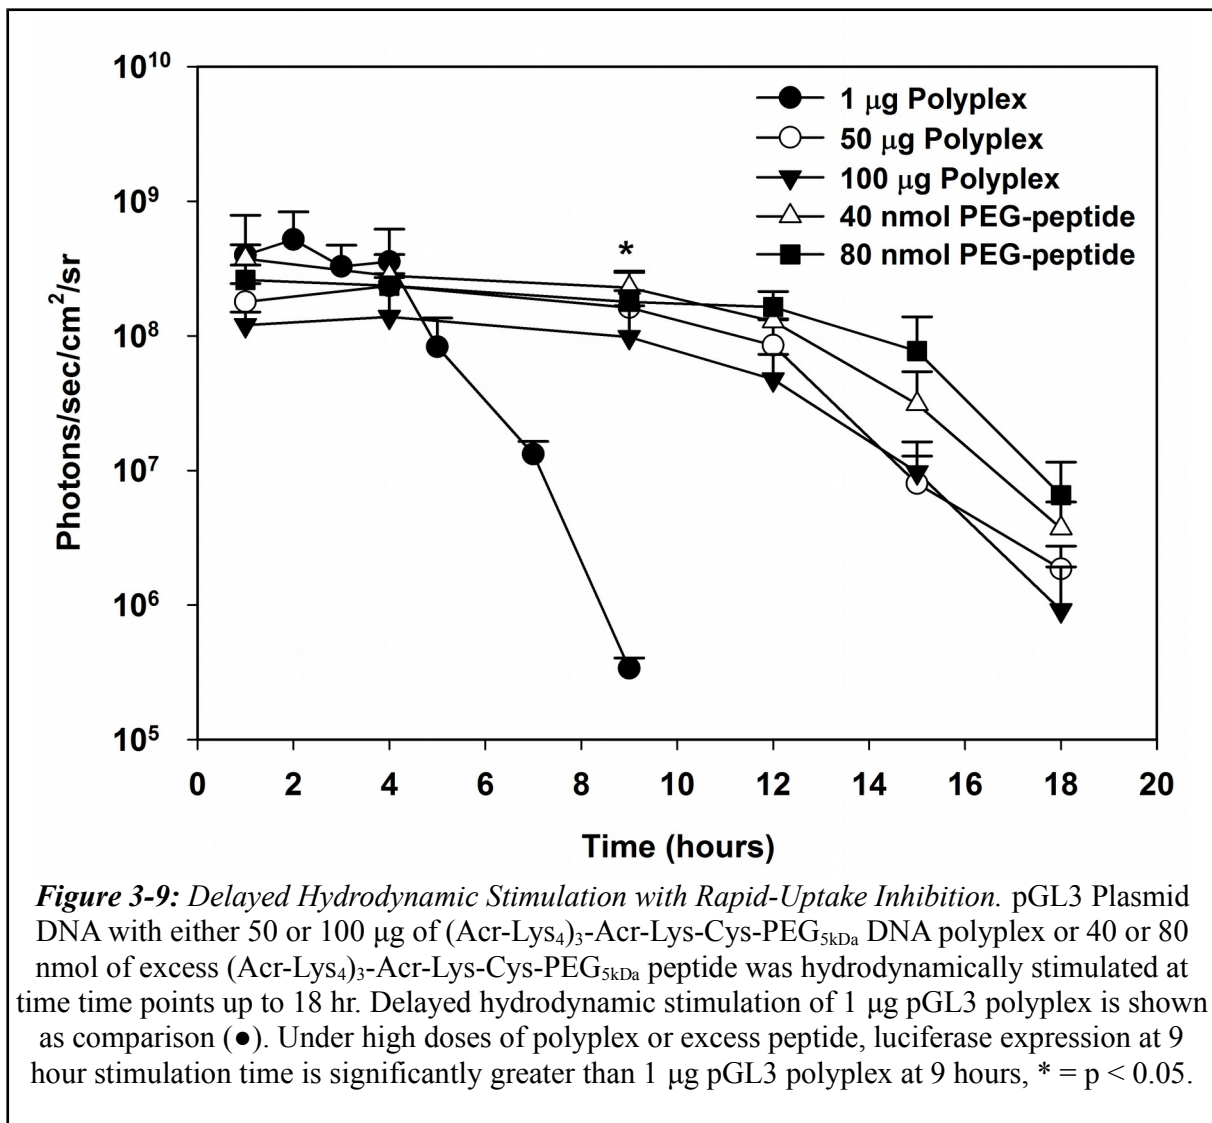 10¹⁰
10⁹
10⁸
10⁷
10⁶
10⁵
Photons/sec/cm²/sr
1 μg Polyplex
50 μg Polyplex
100 μg Polyplex
40 nmol PEG-peptide
80 nmol PEG-peptide
*
0 2 4 6 8 10 12 14 16 18 20
Time (hours)
Figure 3-9: Delayed Hydrodynamic Stimulation with Rapid-Uptake Inhibition. pGL3 Plasmid
DNA with either 50 or 100 μg of (Acr-Lys₄)₃-Acr-Lys-Cys-PEG₅ₖDₐ DNA polyplex or 40 or 80
nmol of excess (Acr-Lys₄)₃-Acr-Lys-Cys-PEG₅ₖDₐ peptide was hydrodynamically stimulated at
time time points up to 18 hr. Delayed hydrodynamic stimulation of 1 μg pGL3 polyplex is shown
as comparison (●). Under high doses of polyplex or excess peptide, luciferase expression at 9
hour stimulation time is significantly greater than 1 μg pGL3 polyplex at 9 hours, * = p < 0.05.